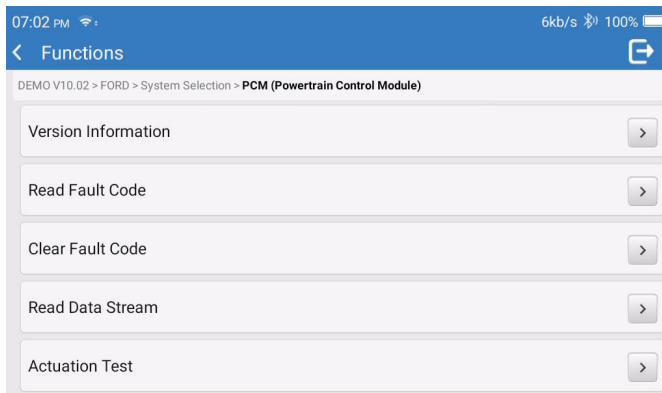 07:02 PM 6kb/s 100%
Functions
DEMO V10.02 > FORD > System Selection > PCM (Powertrain Control Module)
Version Information
Read Fault Code
Clear Fault Code
Read Data Stream
Actuation Test